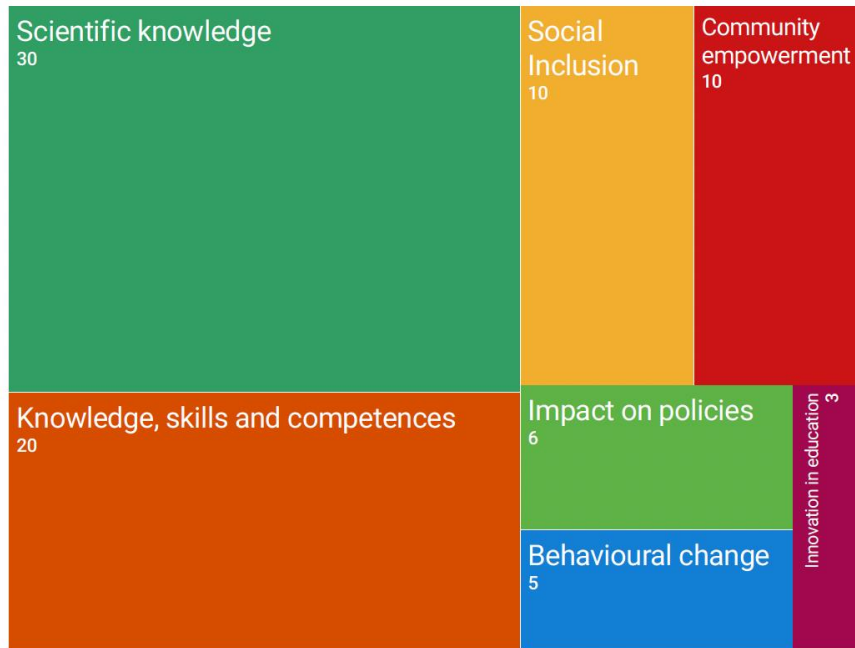 Scientific knowledge
30
Social
Inclusion
10
Community
empowerment
10
Knowledge, skills and competences
20
Impact on policies
6
Behavioural change
5
Innovation in education
3